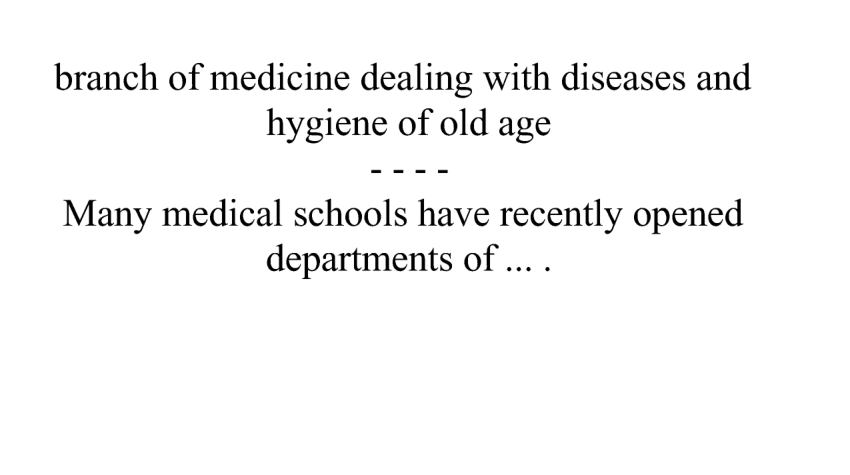 branch of medicine dealing with diseases and
hygiene of old age
- - - -
Many medical schools have recently opened
departments of ... .